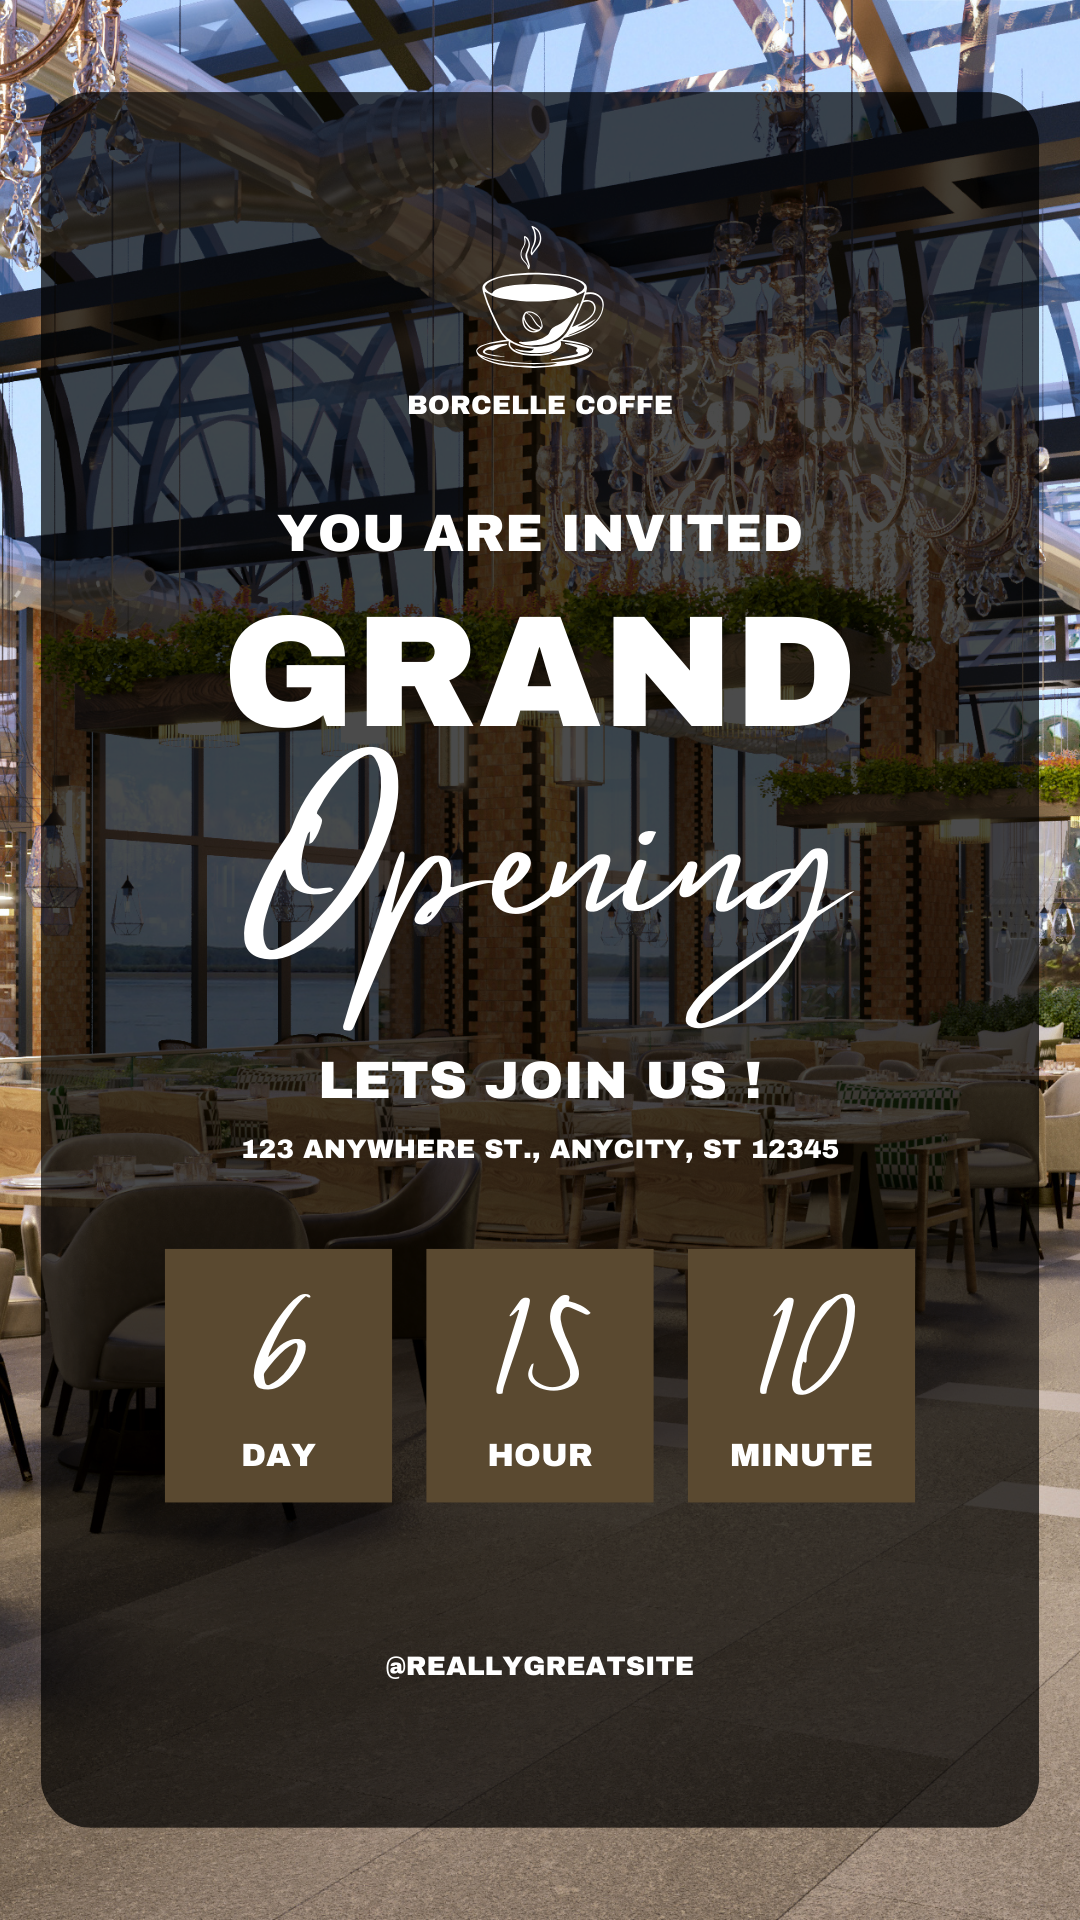 BORCELLE COFFE
YOU ARE INVITED
GRAND
Opening
LETS JOIN US !
123 ANYWHERE ST., ANYCITY, ST 12345
6
DAY
15
HOUR
10
MINUTE
@REALLYGREATSITE